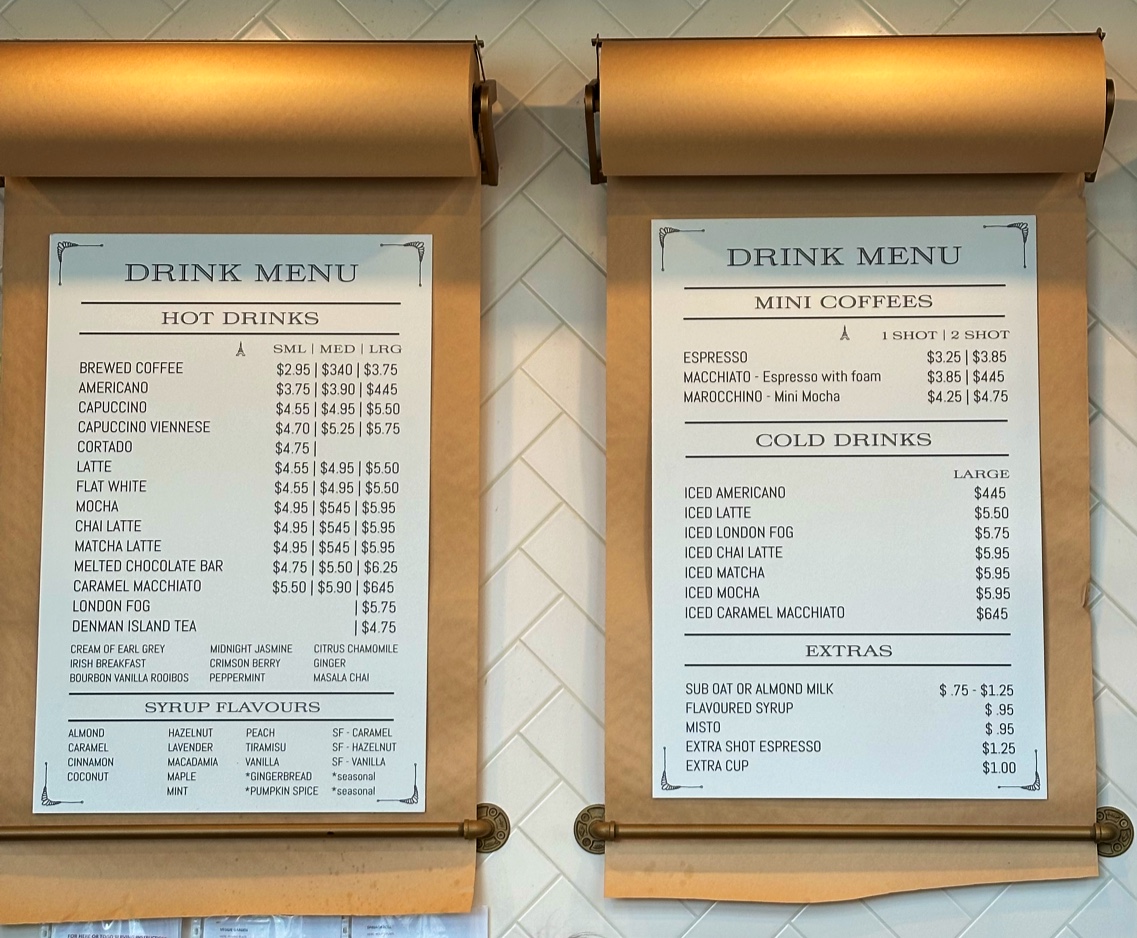 DRINK MENU
HOT DRINKS
SML | MED | LRG
BREWED COFFEE $2.95 | $340 | $3.75
AMERICANO $3.75 | $3.90 | $445
CAPUCCINO $4.55 | $4.95 | $5.50
CAPUCCINO VIENNESE $4.70 | $5.25 | $5.75
CORTADO $4.75 |
LATTE $4.55 | $4.95 | $5.50
FLAT WHITE $4.55 | $4.95 | $5.50
MOCHA $4.95 | $545 | $5.95
CHAI LATTE $4.95 | $545 | $5.95
MATCHA LATTE $4.95 | $545 | $5.95
MELTED CHOCOLATE BAR $4.75 | $5.50 | $6.25
CARAMEL MACCHIATO $5.50 | $5.90 | $645
LONDON FOG | $5.75
DENMAN ISLAND TEA | $4.75
CREAM OF EARL GREY MIDNIGHT JASMINE CITRUS CHAMOMILE
IRISH BREAKFAST CRIMSON BERRY GINGER
BOURBON VANILLA ROOIBOS PEPPERMINT MASALA CHAI
SYRUP FLAVOURS
ALMOND HAZELNUT PEACH SF - CARAMEL
CARAMEL LAVENDER TIRAMISU SF - HAZELNUT
CINNAMON MACADAMIA VANILLA SF - VANILLA
COCONUT MAPLE *GINGERBREAD *seasonal
MINT *PUMPKIN SPICE *seasonal
DRINK MENU
MINI COFFEES
1 SHOT | 2 SHOT
ESPRESSO $3.25 | $3.85
MACCHIATO - Espresso with foam $3.85 | $445
MAROCCHINO - Mini Mocha $4.25 | $4.75
COLD DRINKS
LARGE
ICED AMERICANO $445
ICED LATTE $5.50
ICED LONDON FOG $5.75
ICED CHAI LATTE $5.95
ICED MATCHA $5.95
ICED MOCHA $5.95
ICED CARAMEL MACCHIATO $645
EXTRAS
SUB OAT OR ALMOND MILK $ .75 - $1.25
FLAVOURED SYRUP $ .95
MISTO $ .95
EXTRA SHOT ESPRESSO $1.25
EXTRA CUP $1.00